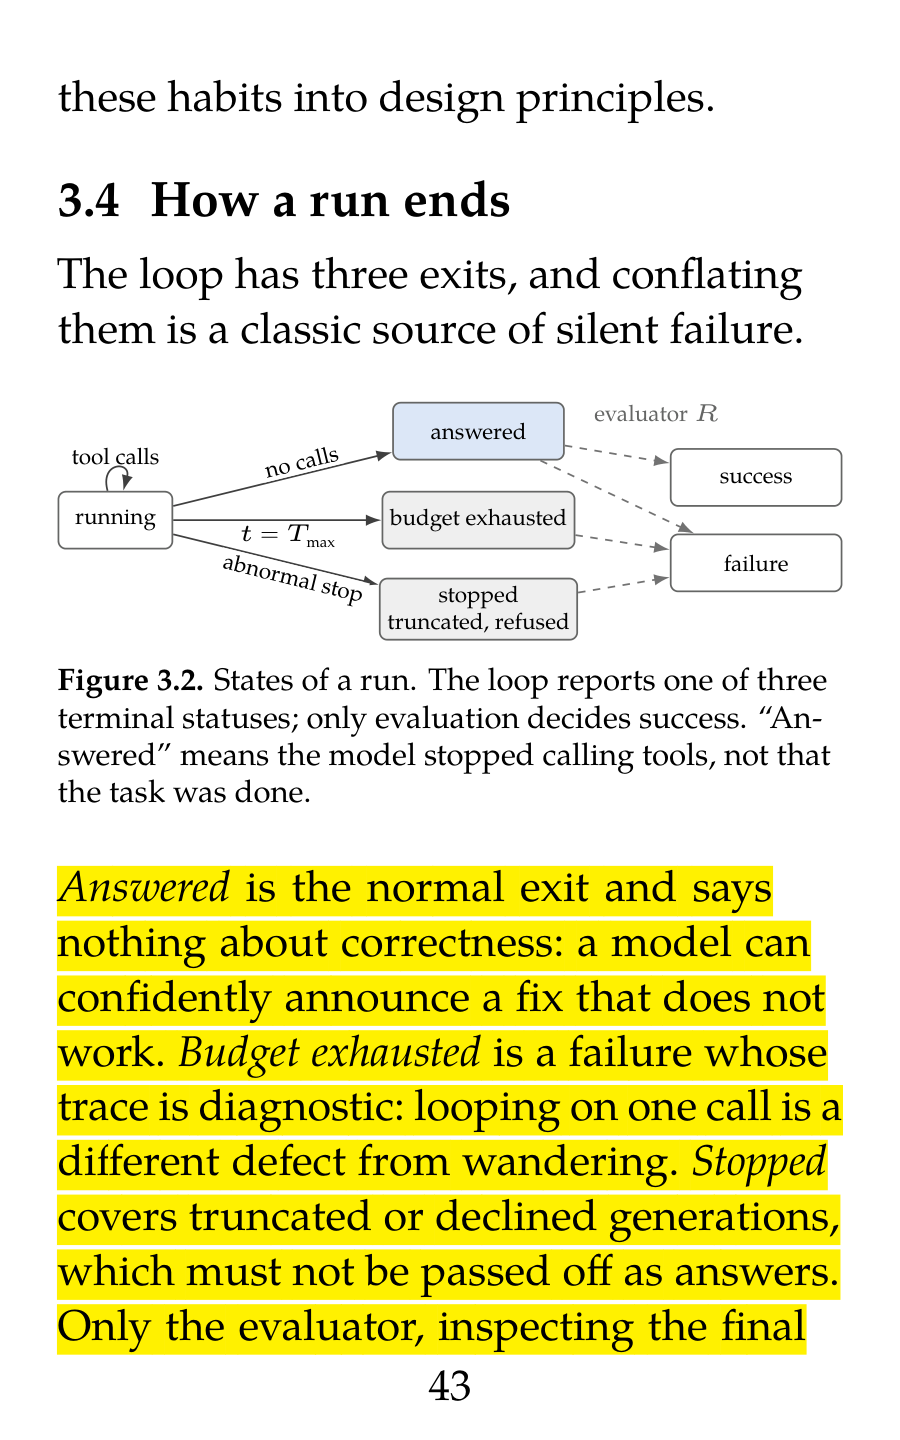 these habits into design principles.
3.4 How a run ends
The loop has three exits, and conflating
them is a classic source of silent failure.
tool calls
running
no calls
t = Tmax
abnormal stop
answered
budget exhausted
stopped
truncated, refused
evaluator R
success
failure
Figure 3.2. States of a run. The loop reports one of three
terminal statuses; only evaluation decides success. “An-
swered” means the model stopped calling tools, not that
the task was done.
Answered is the normal exit and says
nothing about correctness: a model can
confidently announce a fix that does not
work. Budget exhausted is a failure whose
trace is diagnostic: looping on one call is a
different defect from wandering. Stopped
covers truncated or declined generations,
which must not be passed off as answers.
Only the evaluator, inspecting the final
43